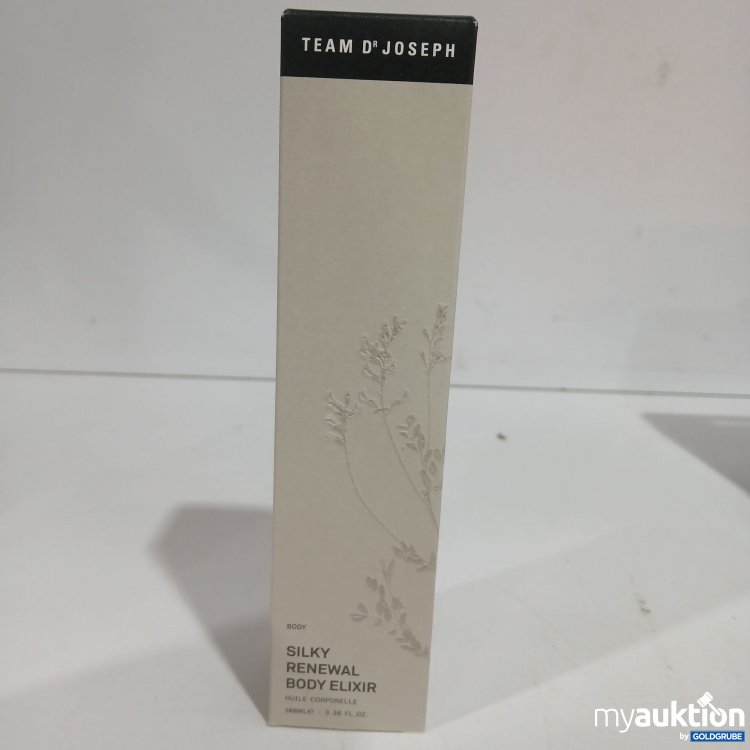 TEAM DR JOSEPH
BODY
SILKY
RENEWAL
BODY ELIXIR
HUILE CORPORELLE
100ML℮ - 3.38 FL OZ
myauktion
by GOLDGRUBE